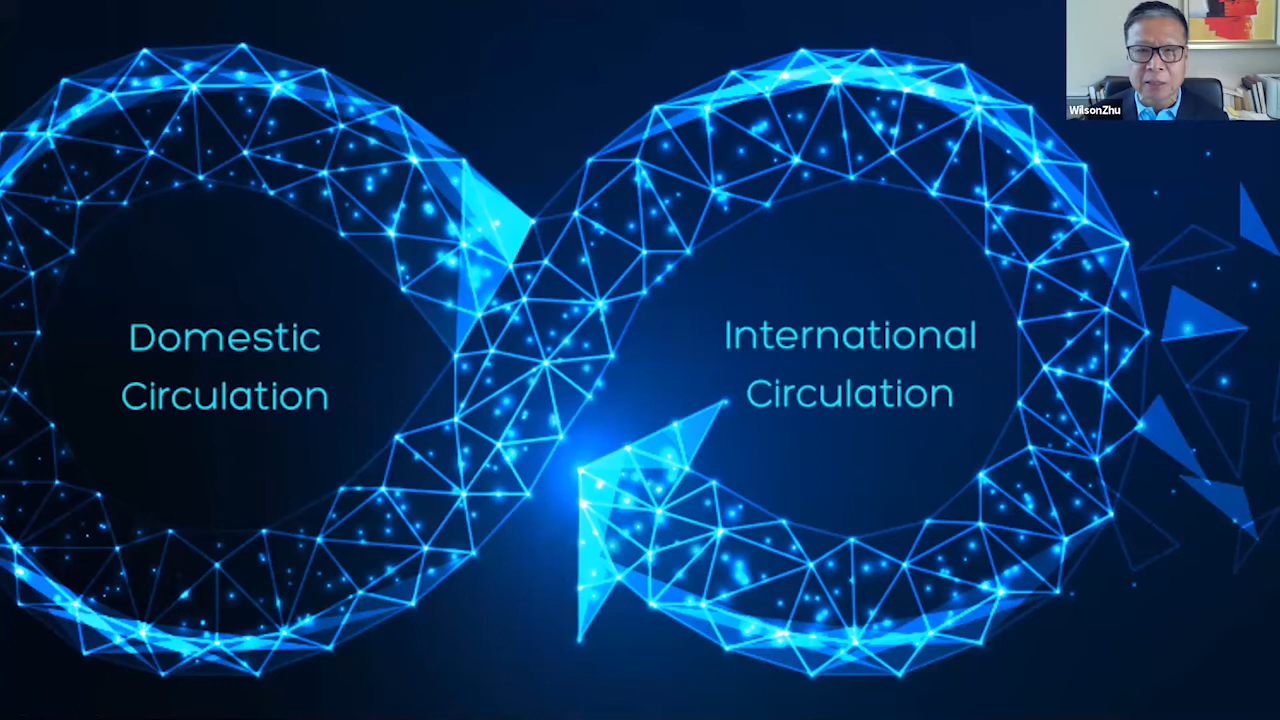 WilsonZhu
Domestic
Circulation
International
Circulation